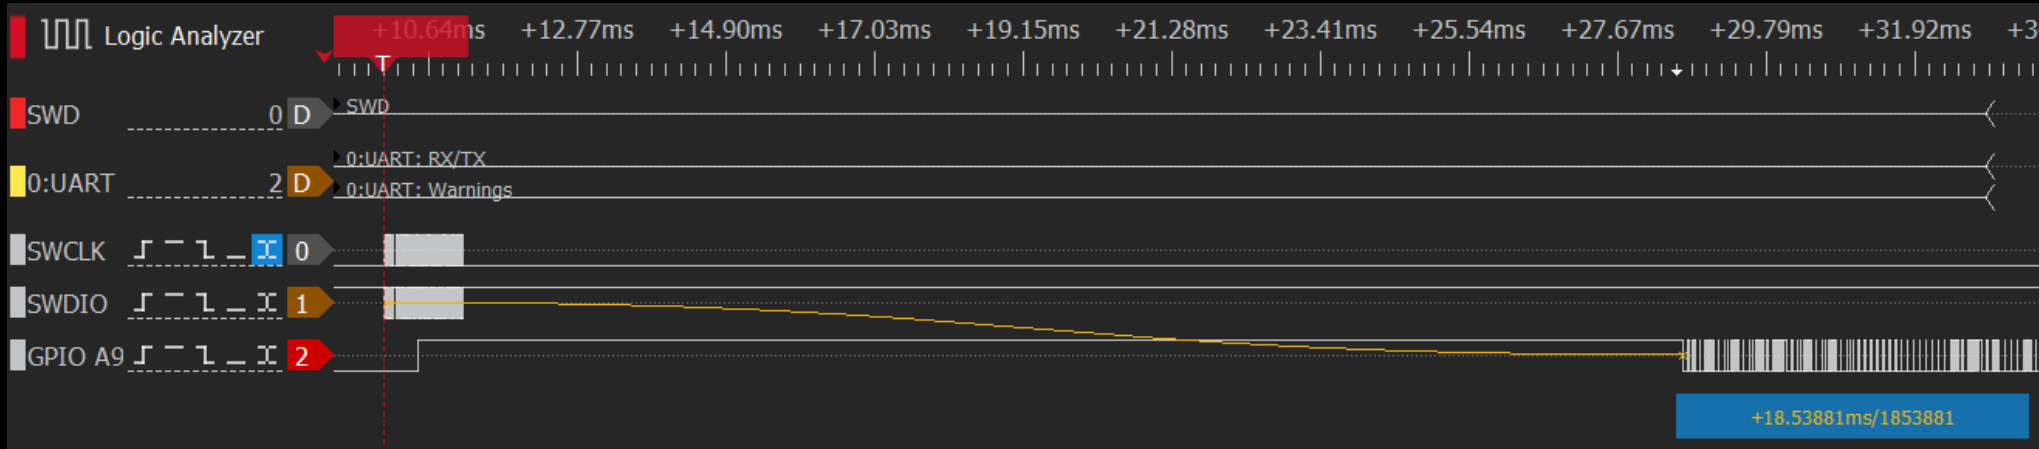 Logic Analyzer
+10.64ms +12.77ms +14.90ms +17.03ms +19.15ms +21.28ms +23.41ms +25.54ms +27.67ms +29.79ms +31.92ms +3
T
SWD 0 D SWD
0:UART: RX/TX
0:UART 2 D
0:UART: Warnings
SWCLK 0
SWDIO 1
GPIO A9 2
+18.53881ms/1853881